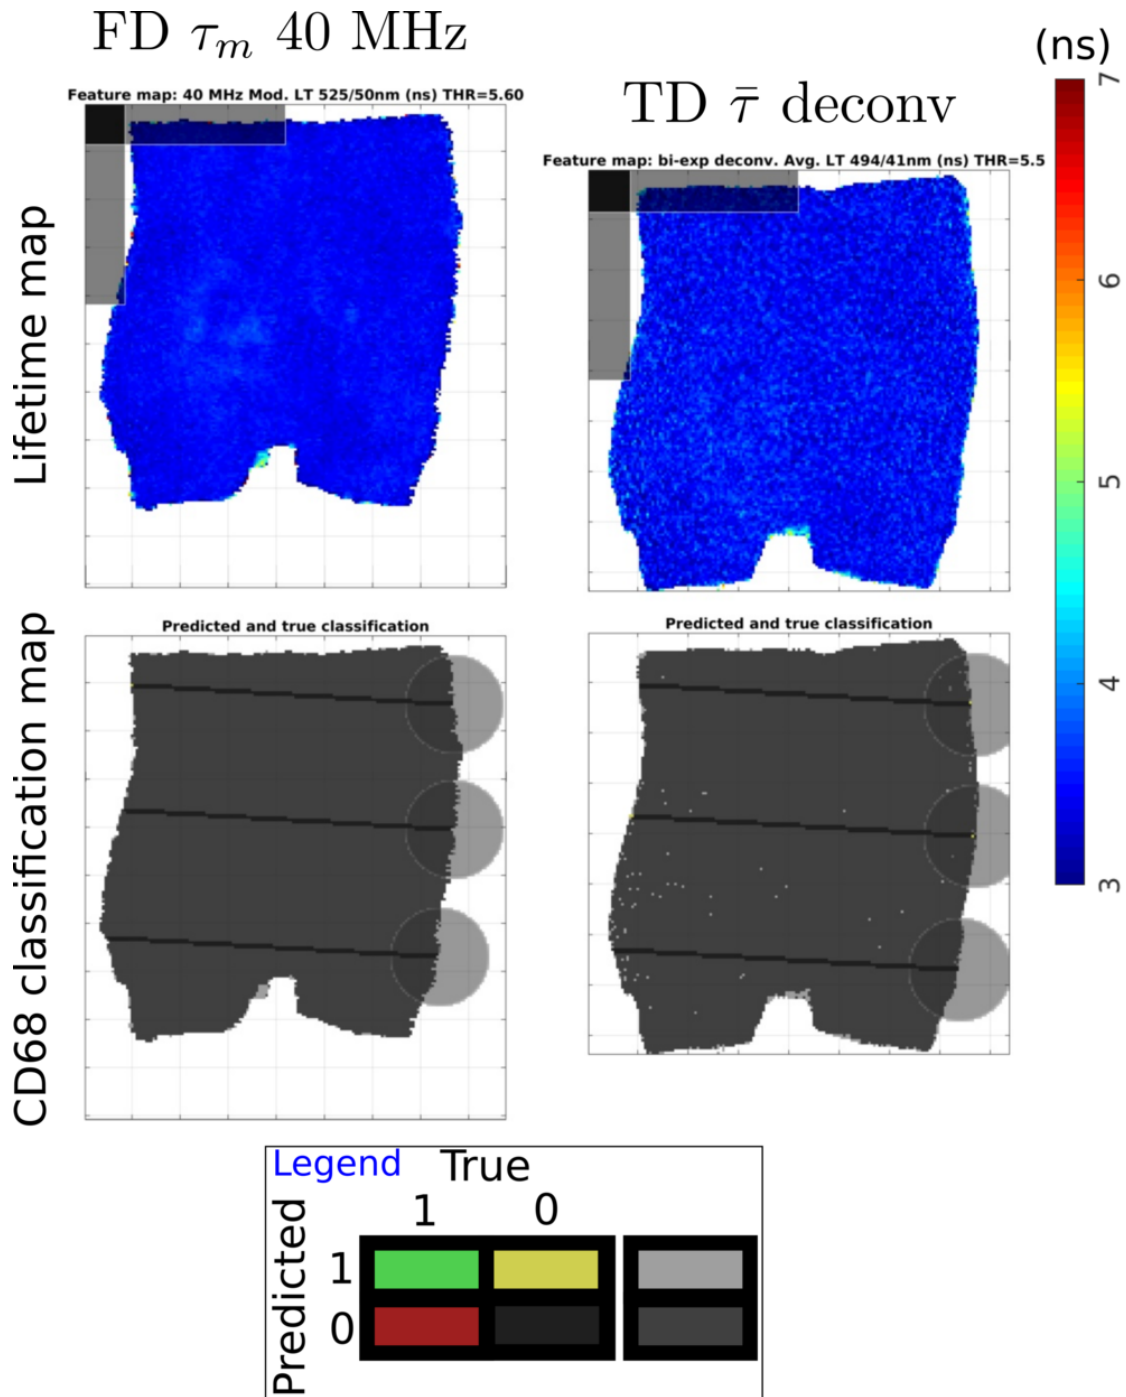 FD τm 40 MHz
(ns)
Feature map: 40 MHz Mod. LT 525/50nm (ns) THR=5.60
TD τ̄ deconv
Feature map: bi-exp deconv. Avg. LT 494/41nm (ns) THR=5.5
7
6
5
4
3
Lifetime map
Predicted and true classification
Predicted and true classification
CD68 classification map
Legend
True
1 0
Predicted
1
0